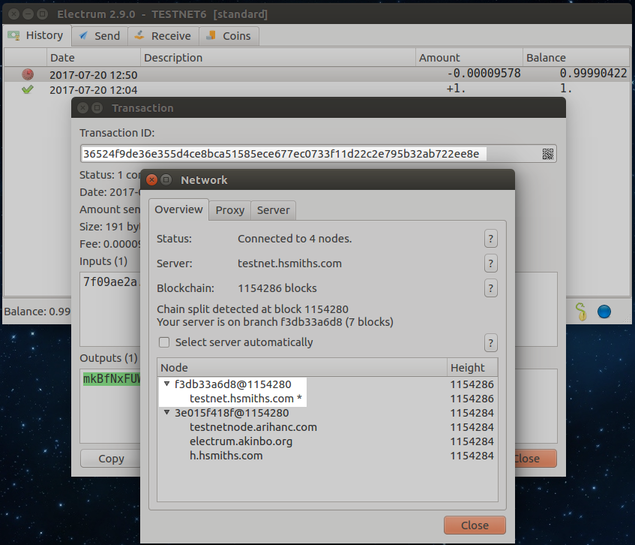 Electrum 2.9.0 - TESTNET6 [standard]
History Send Receive Coins
Date Description Amount Balance
2017-07-20 12:50 -0.00009578 0.99990422
2017-07-20 12:04 +1. 1.
Transaction
Transaction ID:
36524f9de36e355d4ce8bca51585ece677ec0733f11d22c2e795b32ab722ee8e
Status: 1 con
Date: 2017-0
Amount sen
Size: 191 by
Fee: 0.00009
Inputs (1)
7f09ae2a
Outputs (1)
mkBfNxFUW
Copy
Close
Balance: 0.99
Network
Overview Proxy Server
Status: Connected to 4 nodes. ?
Server: testnet.hsmiths.com ?
Blockchain: 1154286 blocks ?
Chain split detected at block 1154280
Your server is on branch f3db33a6d8 (7 blocks)
Select server automatically ?
Node Height
f3db33a6d8@1154280 1154286
testnet.hsmiths.com * 1154286
3e015f418f@1154280 1154284
testnetnode.arihanc.com 1154284
electrum.akinbo.org 1154284
h.hsmiths.com 1154284
Close